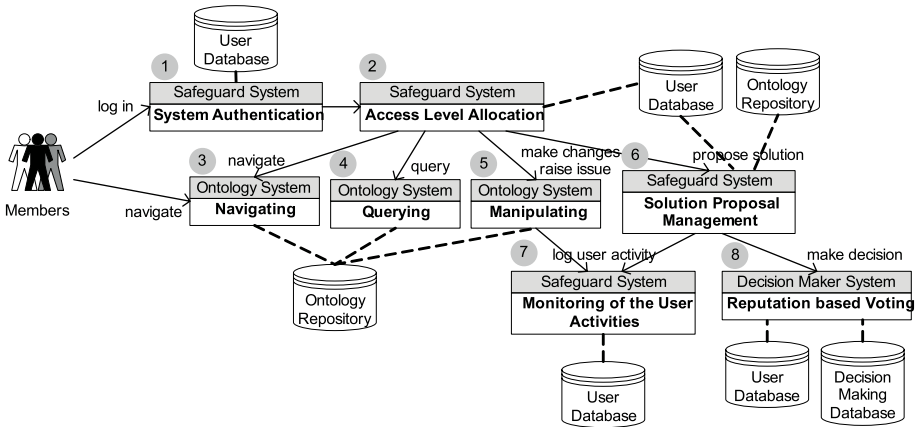 User
Database
1
2
Safeguard System
System Authentication
Safeguard System
Access Level Allocation
User
Database
Ontology
Repository
log in
Members
navigate
3
navigate
Ontology System
Navigating
4
query
Ontology System
Querying
5
make changes
raise issue
Ontology System
Manipulating
6
propose solution
Safeguard System
Solution Proposal
Management
Ontology
Repository
7
log user activity
Safeguard System
Monitoring of the User
Activities
8
make decision
Decision Maker System
Reputation based Voting
User
Database
User
Database
Decision
Making
Database